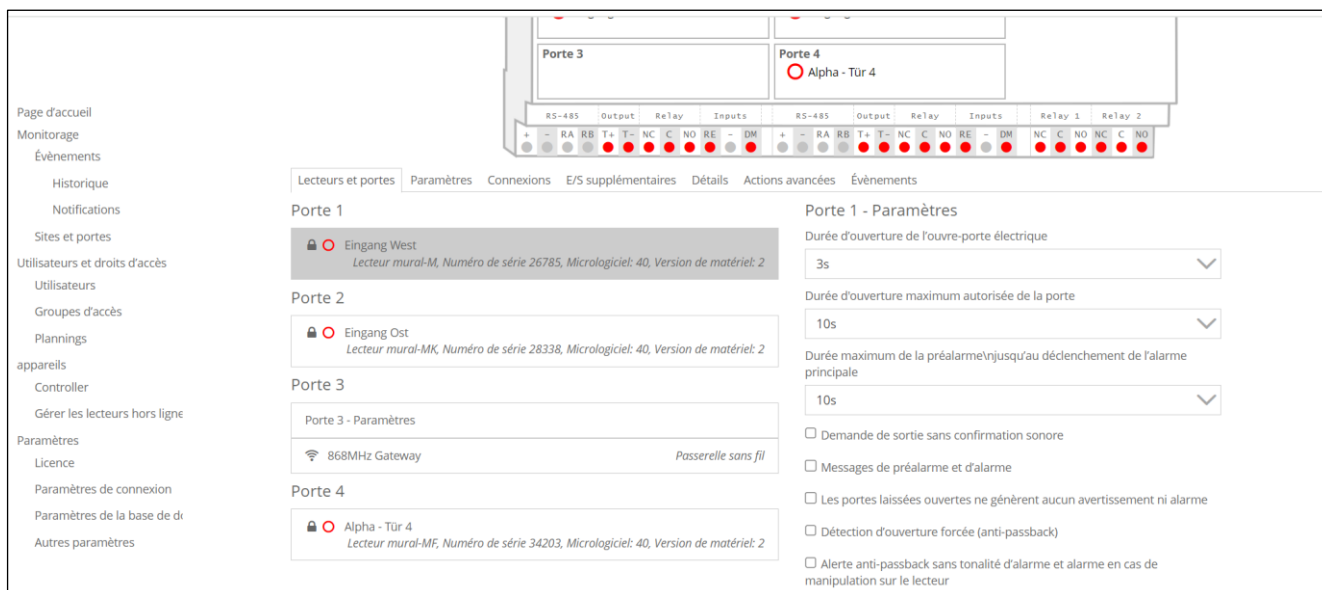 Porte 3
Porte 4
Alpha - Tür 4
RS-485 Output Relay Inputs RS-485 Output Relay Inputs Relay 1 Relay 2
+ - RA RB T+ T- NC C NO RE - DM + - RA RB T+ T- NC C NO RE - DM NC C NO NC C NO
Page d'accueil
Monitorage
Évènements
Historique
Notifications
Sites et portes
Utilisateurs et droits d'accès
Utilisateurs
Groupes d'accès
Plannings
appareils
Controller
Gérer les lecteurs hors ligne
Paramètres
Licence
Paramètres de connexion
Paramètres de la base de do
Autres paramètres
Lecteurs et portes Paramètres Connexions E/S supplémentaires Détails Actions avancées Évènements
Porte 1
Eingang West
Lecteur mural-M, Numéro de série 26785, Micrologiciel: 40, Version de matériel: 2
Porte 2
Eingang Ost
Lecteur mural-MK, Numéro de série 28338, Micrologiciel: 40, Version de matériel: 2
Porte 3
Porte 3 - Paramètres
868MHz Gateway Passerelle sans fil
Porte 4
Alpha - Tür 4
Lecteur mural-MF, Numéro de série 34203, Micrologiciel: 40, Version de matériel: 2
Porte 1 - Paramètres
Durée d'ouverture de l'ouvre-porte électrique
3s
Durée d'ouverture maximum autorisée de la porte
10s
Durée maximum de la préalarme\njusqu'au déclenchement de l'alarme
principale
10s
Demande de sortie sans confirmation sonore
Messages de préalarme et d'alarme
Les portes laissées ouvertes ne génèrent aucun avertissement ni alarme
Détection d'ouverture forcée (anti-passback)
Alerte anti-passback sans tonalité d'alarme et alarme en cas de
manipulation sur le lecteur